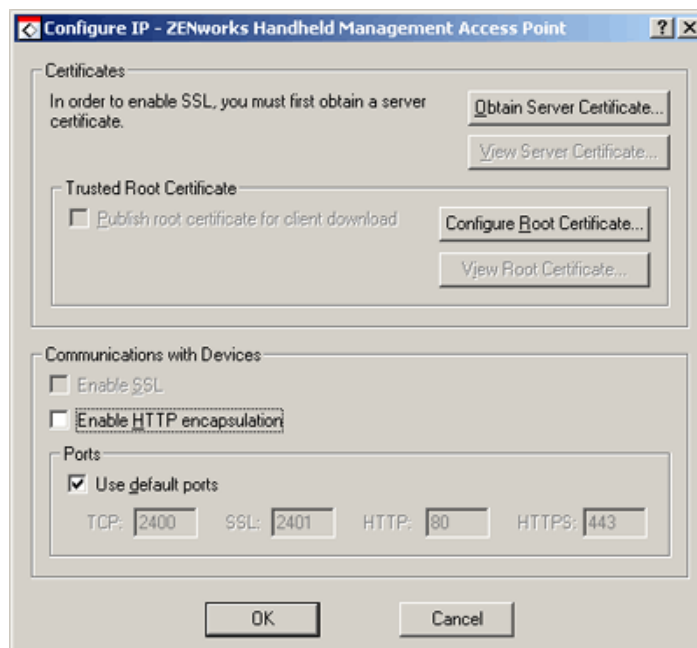 Configure IP - ZENworks Handheld Management Access Point
Certificates
In order to enable SSL, you must first obtain a server
certificate.
Obtain Server Certificate...
View Server Certificate...
Trusted Root Certificate
Publish root certificate for client download
Configure Root Certificate...
View Root Certificate...
Communications with Devices
Enable SSL
Enable HTTP encapsulation
Ports
Use default ports
TCP: 2400 SSL: 2401 HTTP: 80 HTTPS: 443
OK Cancel